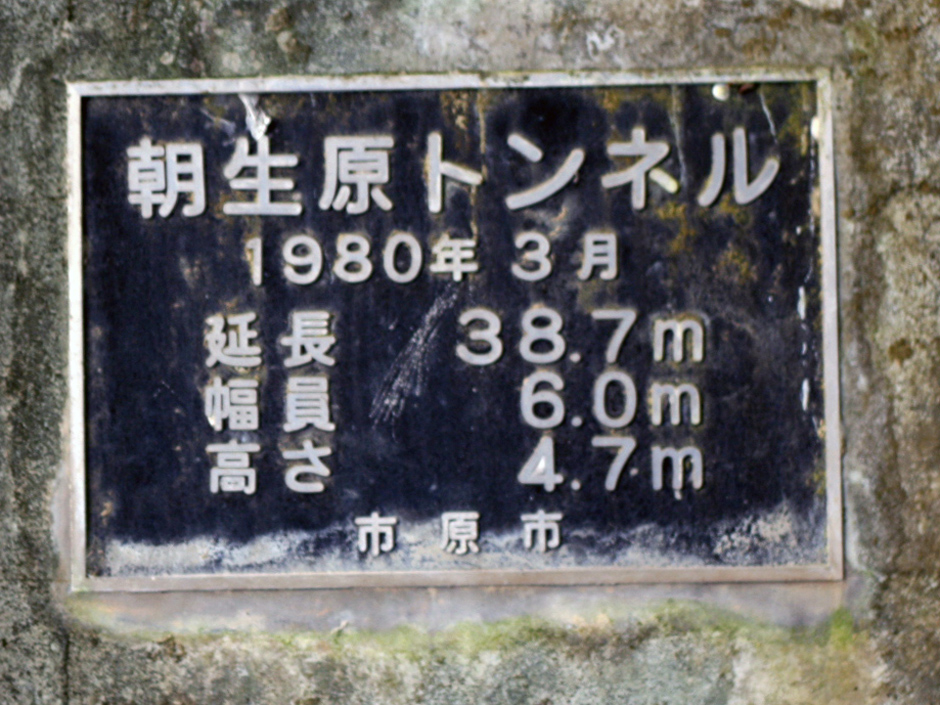 朝生原トンネル
1980年 3月
延長 38.7m
幅員 6.0m
高さ 4.7m
市原市